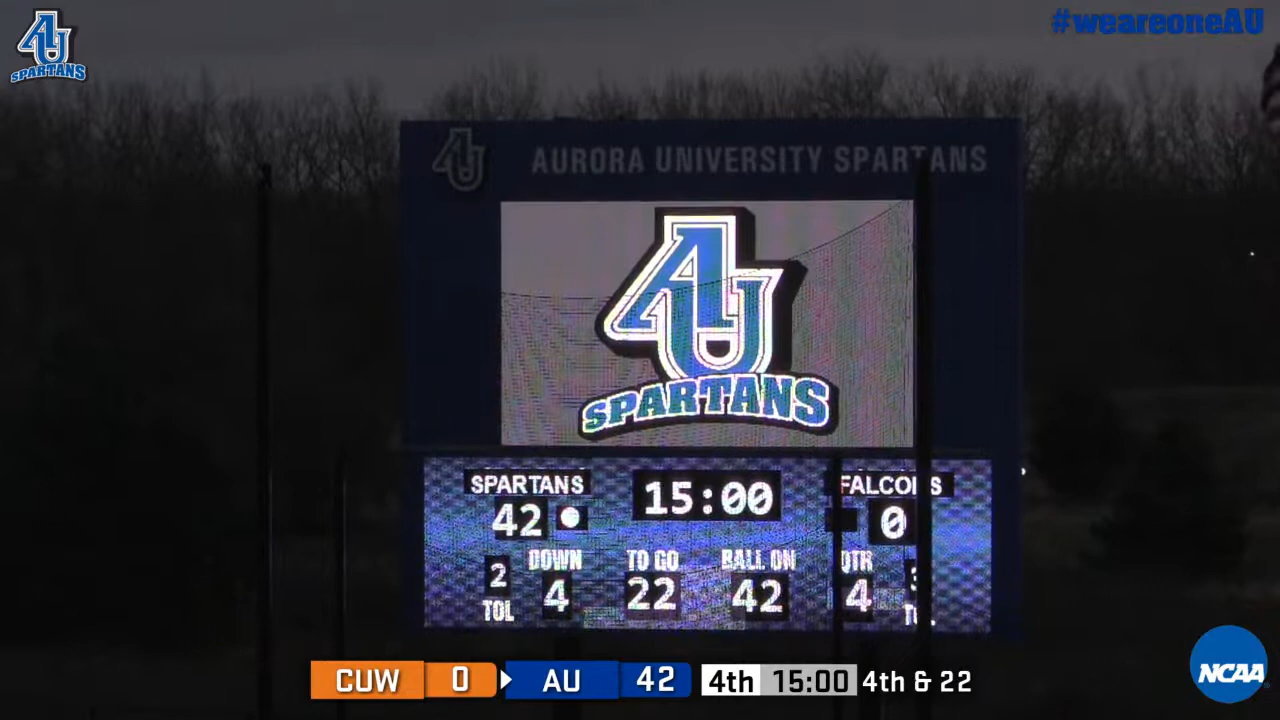 AU
SPARTANS
#weareoneAU
AU AURORA UNIVERSITY SPARTANS
AU
SPARTANS
SPARTANS 15:00 FALCONS
42 0
DOWN TO GO BALL ON QTR
2 4 22 42 4
TOL
CUW 0 AU 42 4th 15:00 4th & 22
NCAA